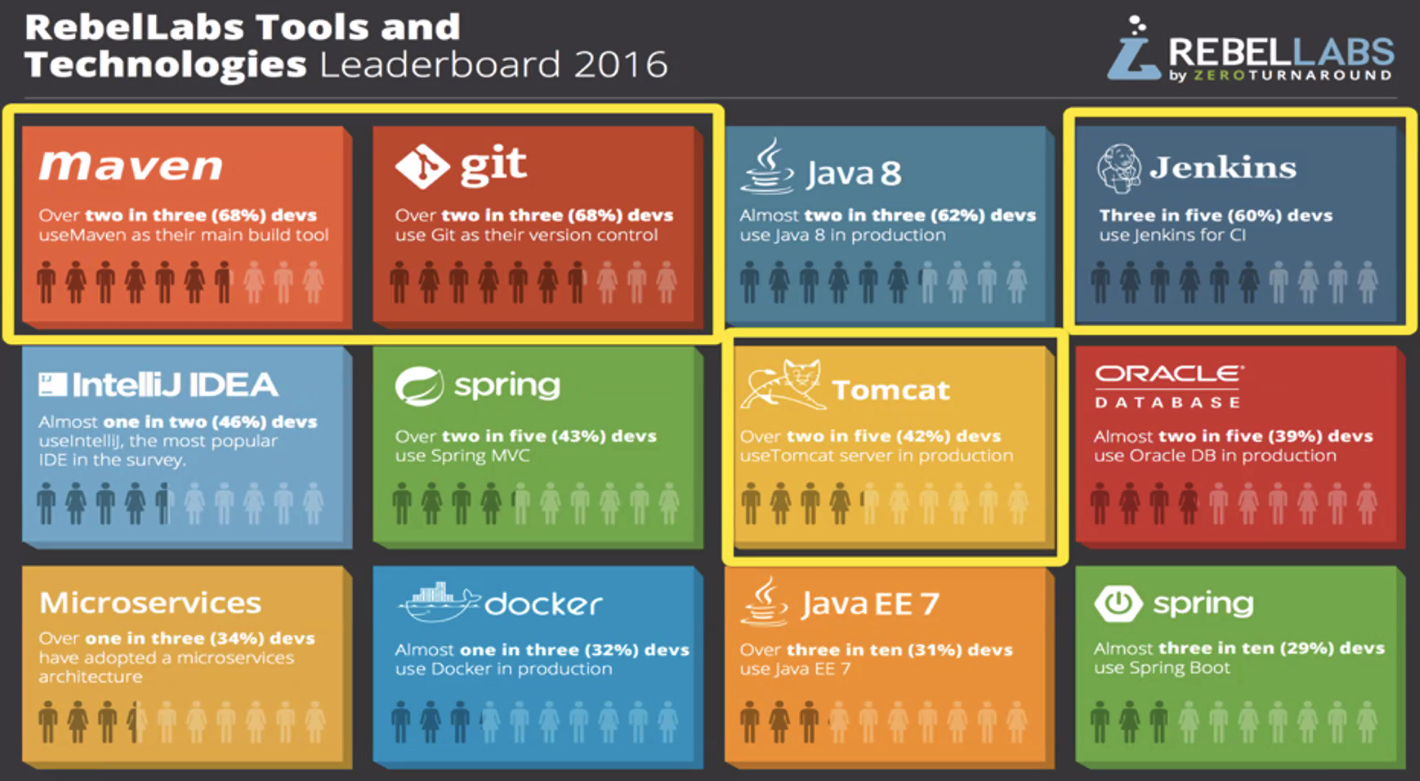 RebelLabs Tools and
Technologies Leaderboard 2016
REBELLABS
by ZEROTURNAROUND
maven
Over two in three (68%) devs
useMaven as their main build tool
git
Over two in three (68%) devs
use Git as their version control
Java 8
Almost two in three (62%) devs
use Java 8 in production
Jenkins
Three in five (60%) devs
use Jenkins for CI
IJ
IntelliJ IDEA
Almost one in two (46%) devs
useIntelliJ, the most popular
IDE in the survey.
spring
Over two in five (43%) devs
use Spring MVC
Tomcat
Over two in five (42%) devs
useTomcat server in production
ORACLE
DATABASE
Almost two in five (39%) devs
use Oracle DB in production
Microservices
Over one in three (34%) devs
have adopted a microservices
architecture
docker
Almost one in three (32%) devs
use Docker in production
Java EE 7
Over three in ten (31%) devs
use Java EE 7
spring
Almost three in ten (29%) devs
use Spring Boot